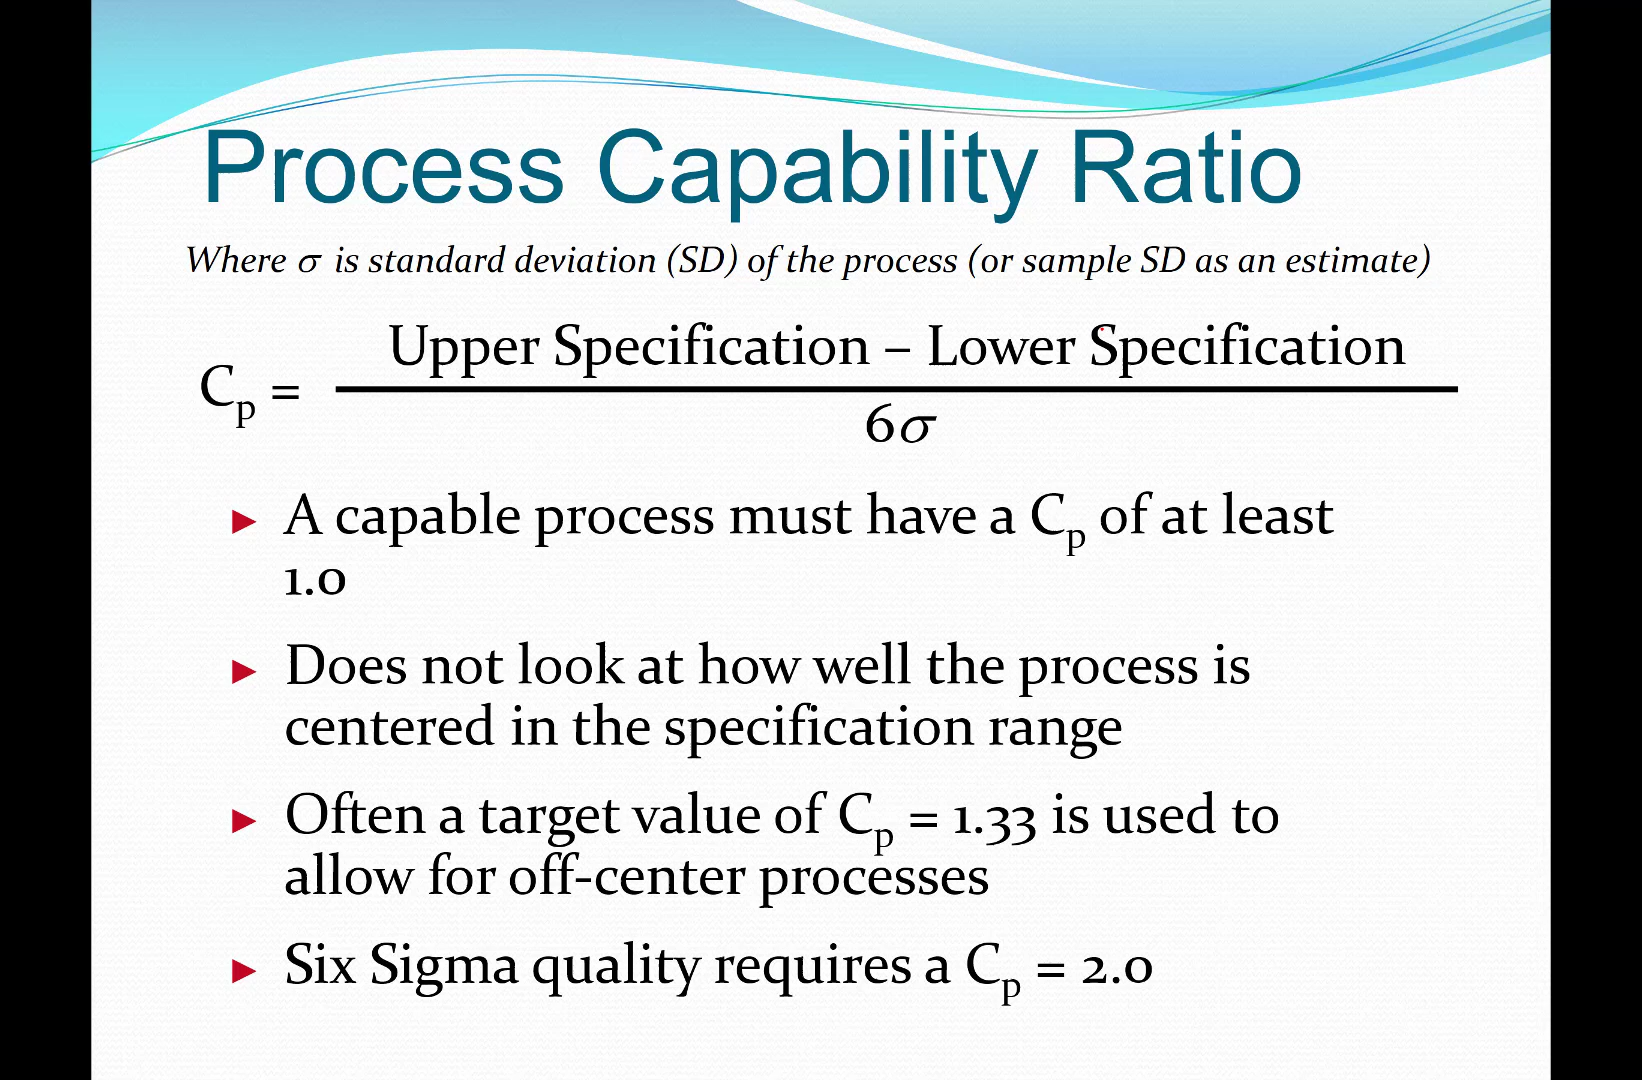 Process Capability Ratio
Where σ is standard deviation (SD) of the process (or sample SD as an estimate)
Upper Specification – Lower Specification
Cp =
6σ
► A capable process must have a Cp of at least
1.0
► Does not look at how well the process is
centered in the specification range
► Often a target value of Cp = 1.33 is used to
allow for off-center processes
► Six Sigma quality requires a Cp = 2.0